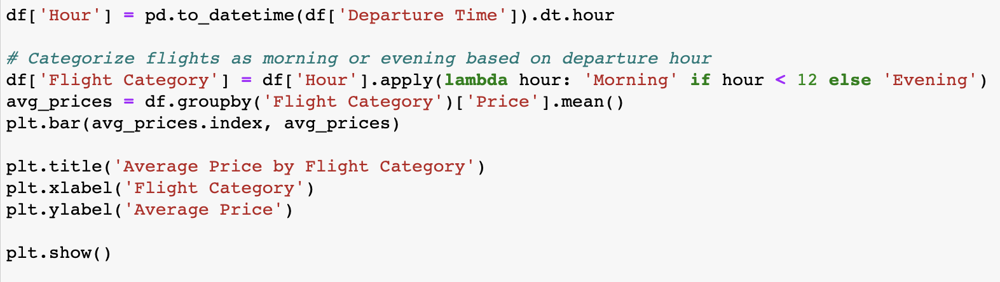 df['Hour'] = pd.to_datetime(df['Departure Time']).dt.hour
# Categorize flights as morning or evening based on departure hour
df['Flight Category'] = df['Hour'].apply(lambda hour: 'Morning' if hour < 12 else 'Evening')
avg_prices = df.groupby('Flight Category')['Price'].mean()
plt.bar(avg_prices.index, avg_prices)
plt.title('Average Price by Flight Category')
plt.xlabel('Flight Category')
plt.ylabel('Average Price')
plt.show()